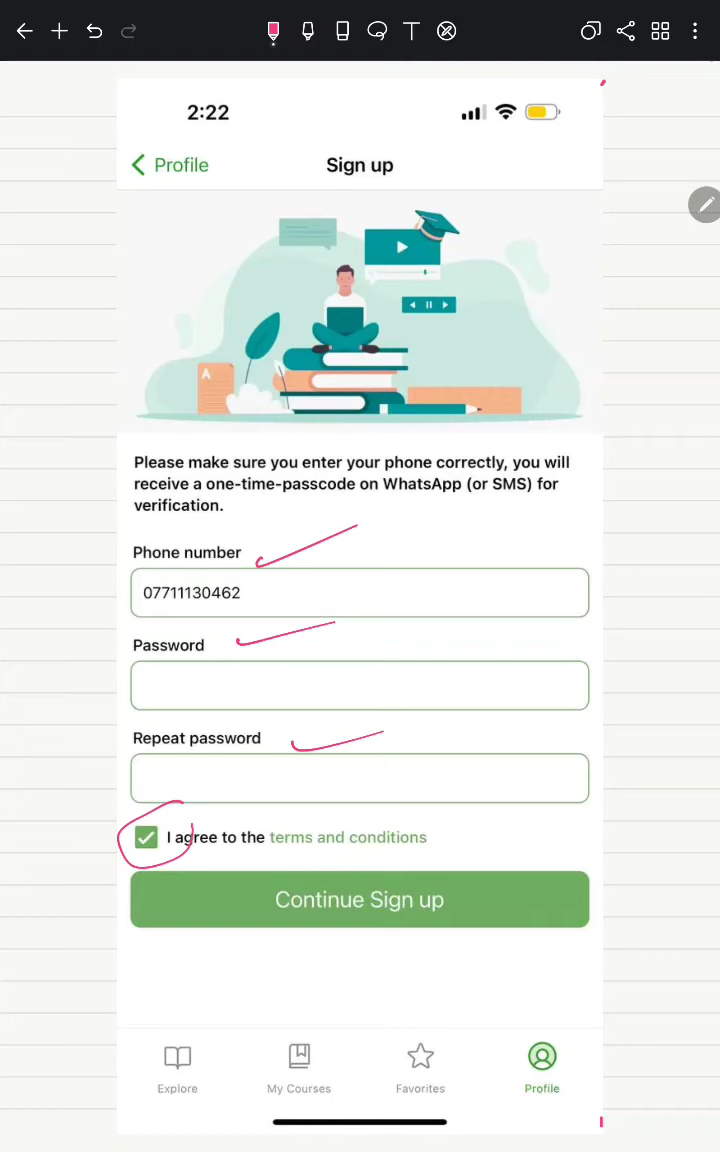 2:22
Profile
Sign up
A
Please make sure you enter your phone correctly, you will
receive a one-time-passcode on WhatsApp (or SMS) for
verification.
Phone number
07711130462
Password
Repeat password
I agree to the terms and conditions
Continue Sign up
Explore
My Courses
Favorites
Profile